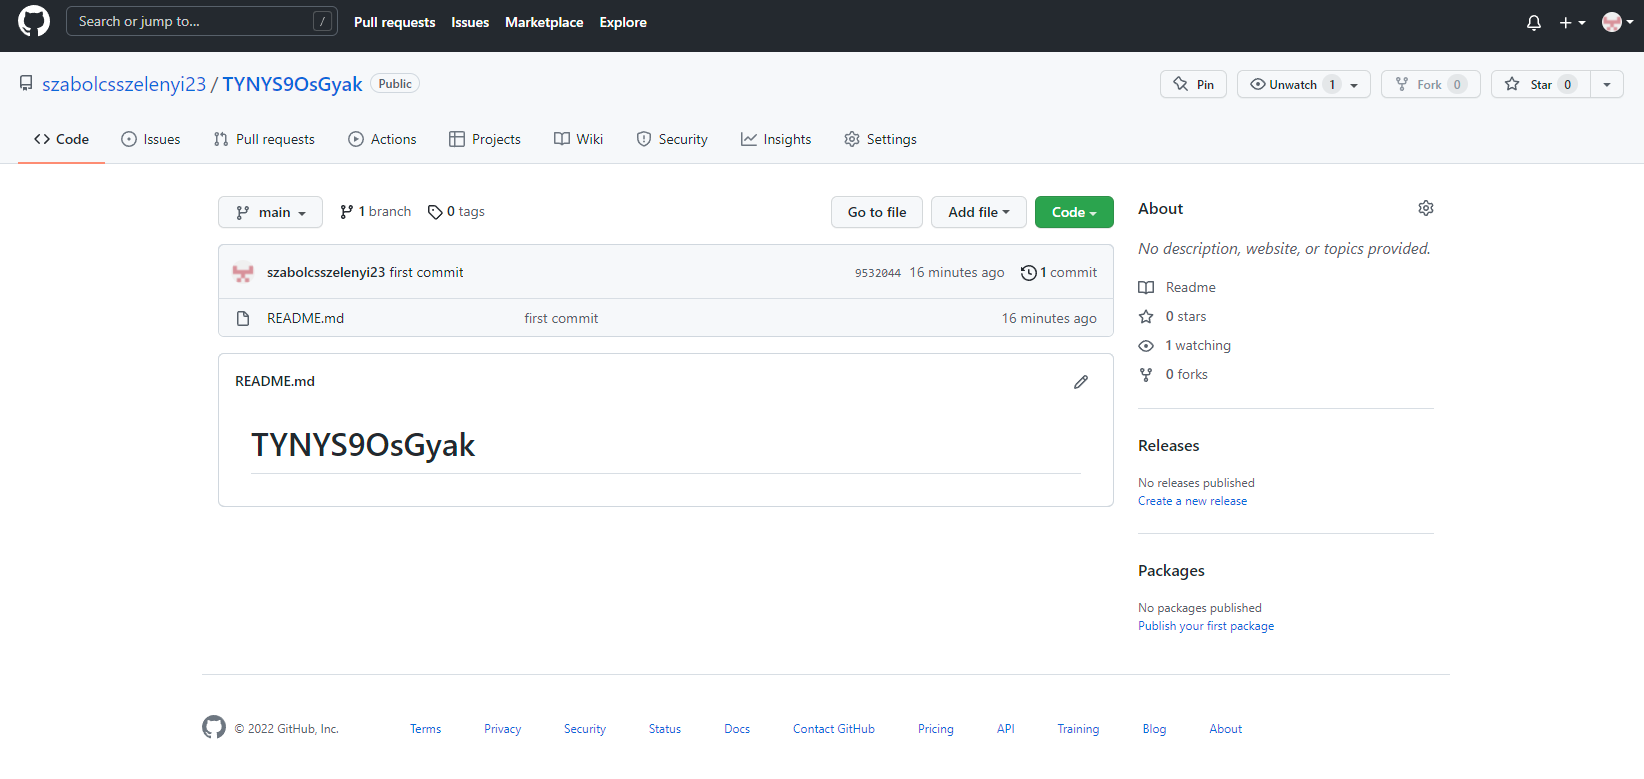 Search or jump to... / Pull requests Issues Marketplace Explore
szabolcsszelenyi23 / TYNYS9OsGyak Public Pin Unwatch 1 Fork 0 Star 0
Code Issues Pull requests Actions Projects Wiki Security Insights Settings
main 1 branch 0 tags Go to file Add file Code
szabolcsszelenyi23 first commit 9532044 16 minutes ago 1 commit
README.md first commit 16 minutes ago
README.md
TYNYS9OsGyak
About
No description, website, or topics provided.
Readme
0 stars
1 watching
0 forks
Releases
No releases published
Create a new release
Packages
No packages published
Publish your first package
© 2022 GitHub, Inc. Terms Privacy Security Status Docs Contact GitHub Pricing API Training Blog About